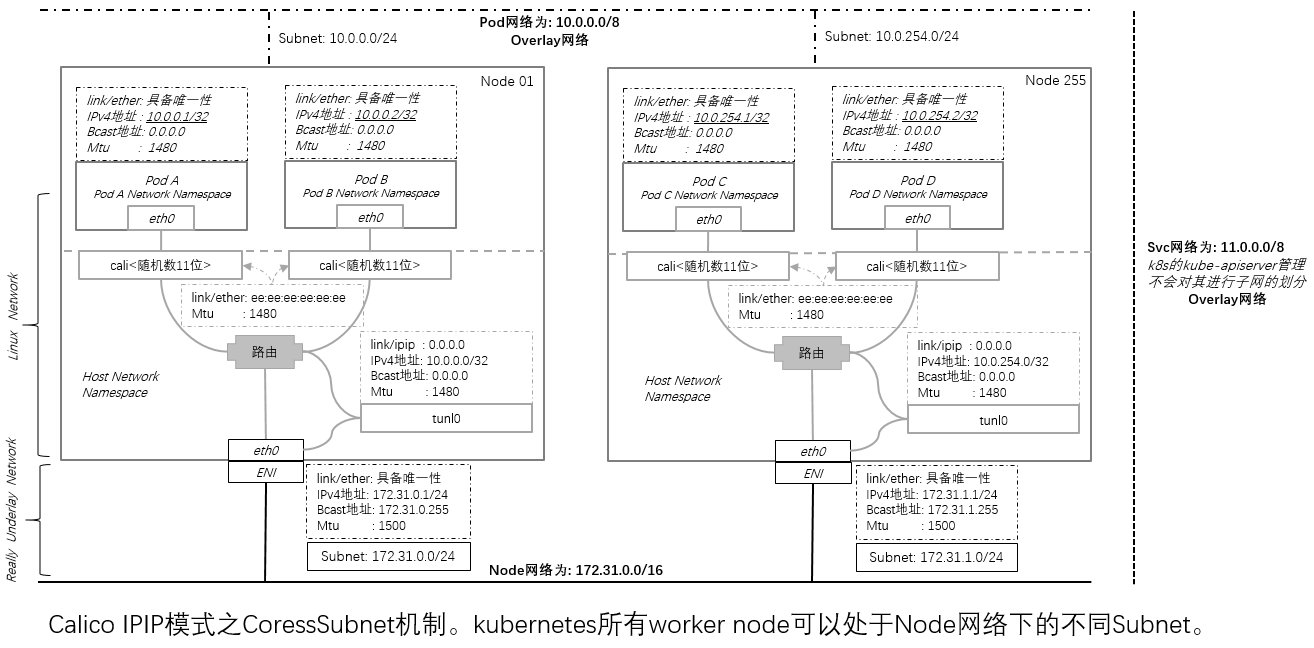 Pod网络为: 10.0.0.0/8
Overlay网络
Subnet: 10.0.0.0/24
Subnet: 10.0.254.0/24
Node 01
link/ether: 具备唯一性
IPv4地址 : 10.0.0.1/32
Bcast地址: 0.0.0.0
Mtu : 1480
link/ether: 具备唯一性
IPv4地址 : 10.0.0.2/32
Bcast地址: 0.0.0.0
Mtu : 1480
Pod A
Pod A Network Namespace
eth0
Pod B
Pod B Network Namespace
eth0
cali<随机数11位>
cali<随机数11位>
link/ether: ee:ee:ee:ee:ee:ee
Mtu : 1480
路由
link/ipip : 0.0.0.0
IPv4地址: 10.0.0.0/32
Bcast地址: 0.0.0.0
Mtu : 1480
tunl0
Host Network
Namespace
eth0
ENI
link/ether: 具备唯一性
IPv4地址: 172.31.0.1/24
Bcast地址: 172.31.0.255
Mtu : 1500
Subnet: 172.31.0.0/24
Node 255
link/ether: 具备唯一性
IPv4地址 : 10.0.254.1/32
Bcast地址: 0.0.0.0
Mtu : 1480
link/ether: 具备唯一性
IPv4地址 : 10.0.254.2/32
Bcast地址: 0.0.0.0
Mtu : 1480
Pod C
Pod C Network Namespace
eth0
Pod D
Pod D Network Namespace
eth0
cali<随机数11位>
cali<随机数11位>
link/ether: ee:ee:ee:ee:ee:ee
Mtu : 1480
路由
link/ipip : 0.0.0.0
IPv4地址: 10.0.254.0/32
Bcast地址: 0.0.0.0
Mtu : 1480
tunl0
Host Network
Namespace
eth0
ENI
link/ether: 具备唯一性
IPv4地址: 172.31.1.1/24
Bcast地址: 172.31.1.255
Mtu : 1500
Subnet: 172.31.1.0/24
Linux Network
Really Underlay Network
Svc网络为: 11.0.0.0/8
k8s的kube-apiserver管理
不会对其进行子网的划分
Overlay网络
Node网络为: 172.31.0.0/16
Calico IPIP模式之CoressSubnet机制。kubernetes所有worker node可以处于Node网络下的不同Subnet。